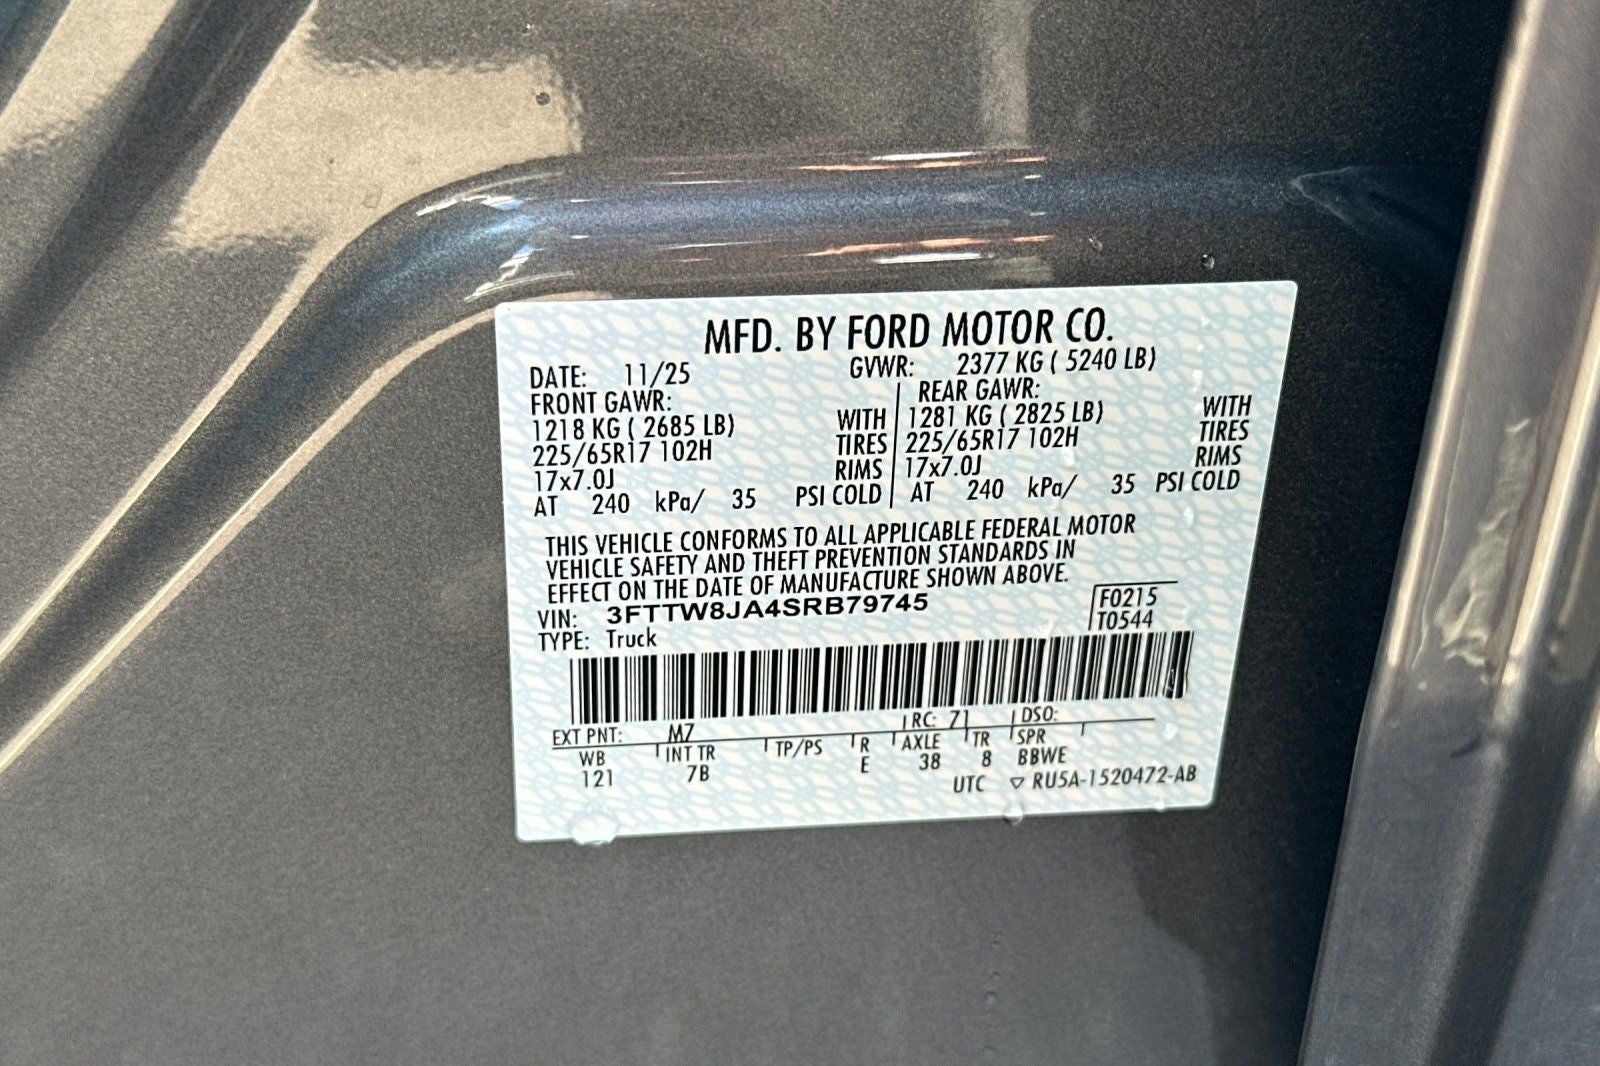 MFD. BY FORD MOTOR CO.
DATE: 11/25 GVWR: 2377 KG ( 5240 LB)
FRONT GAWR: REAR GAWR:
1218 KG ( 2685 LB) WITH 1281 KG ( 2825 LB) WITH
225/65R17 102H TIRES 225/65R17 102H TIRES
17x7.0J RIMS 17x7.0J RIMS
AT 240 kPa/ 35 PSI COLD AT 240 kPa/ 35 PSI COLD
THIS VEHICLE CONFORMS TO ALL APPLICABLE FEDERAL MOTOR
VEHICLE SAFETY AND THEFT PREVENTION STANDARDS IN
EFFECT ON THE DATE OF MANUFACTURE SHOWN ABOVE.
VIN: 3FTTW8JA4SRB79745 F0215
TYPE: Truck T0544
EXT PNT: M7 RC: 71 DSO:
WB INT TR TP/PS R AXLE TR SPR
121 7B E 38 8 BBWE
UTC ▽ RU5A-1520472-AB